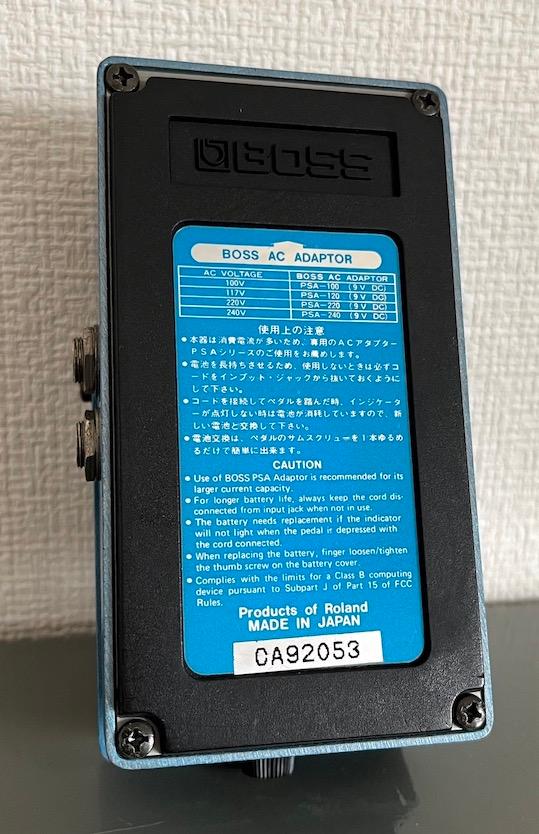 BOSS
BOSS AC ADAPTOR
AC VOLTAGE BOSS AC ADAPTOR
100V PSA-100 (9V DC)
117V PSA-120 (9V DC)
220V PSA-220 (9V DC)
240V PSA-240 (9V DC)
使用上の注意
●本器は消費電流が多いため、専用のACアダプター
PSAシリーズのご使用をお薦めします。
●電池を長持ちさせるため、使用しないときは必ずコ
ードをインプット・ジャックから抜いておくように
して下さい。
●コードを接続してペダルを踏んだ時、インジケータ
ーが点灯しない時は電池が消耗していますので、新
しい電池と交換して下さい。
●電池交換は、ペダルのサムスクリューを1本ゆるめ
るだけで簡単に出来ます。
CAUTION
● Use of BOSS PSA Adaptor is recommended for its
larger current capacity.
● For longer battery life, always keep the cord dis-
connected from input jack when not in use.
● The battery needs replacement if the indicator
will not light when the pedal is depressed with
the cord connected.
● When replacing the battery, finger loosen/tighten
the thumb screw on the battery cover.
● Complies with the limits for a Class B computing
device pursuant to Subpart J of Part 15 of FCC
Rules.
Products of Roland
MADE IN JAPAN
CA92053